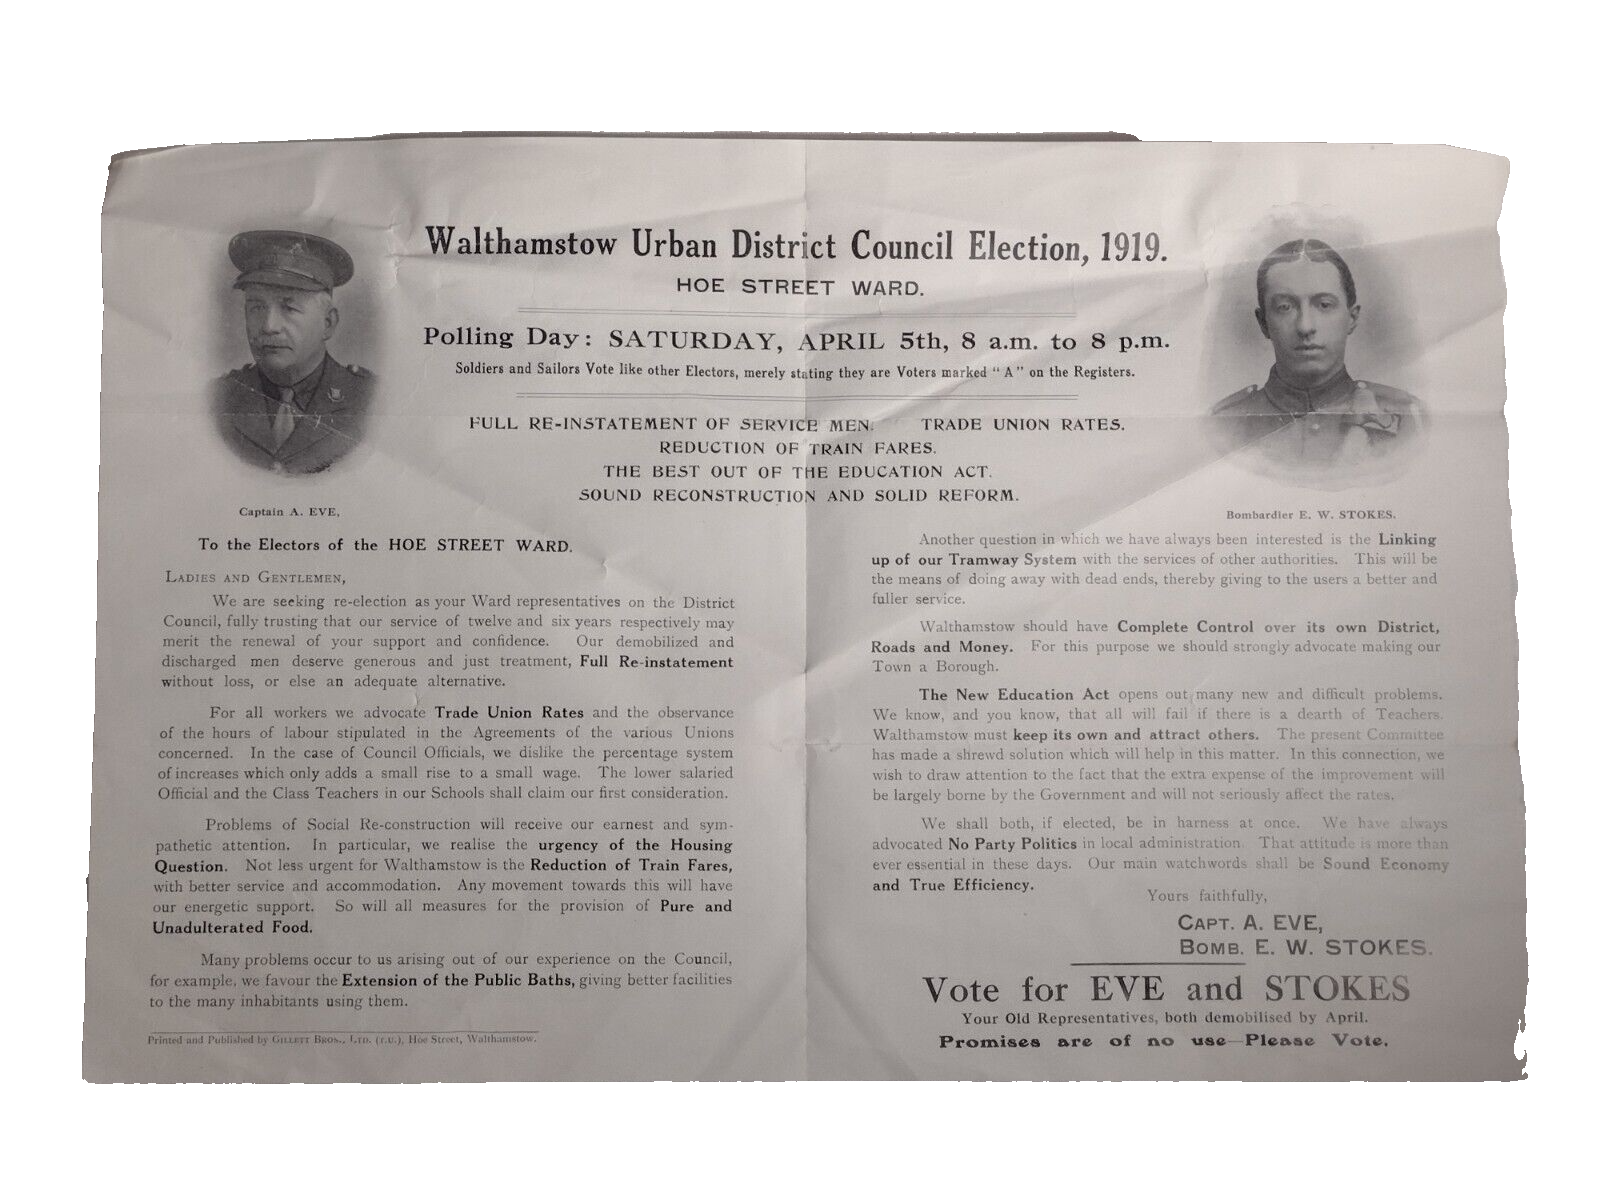 Walthamstow Urban District Council Election, 1919.
HOE STREET WARD.
Polling Day: SATURDAY, APRIL 5th, 8 a.m. to 8 p.m.
Soldiers and Sailors Vote like other Electors, merely stating they are Voters marked "A" on the Registers.
FULL RE-INSTATEMENT OF SERVICE MEN. TRADE UNION RATES.
REDUCTION OF TRAIN FARES.
THE BEST OUT OF THE EDUCATION ACT.
SOUND RECONSTRUCTION AND SOLID REFORM.
Captain A. EVE,
Bombardier E. W. STOKES.
To the Electors of the HOE STREET WARD.
LADIES AND GENTLEMEN,
We are seeking re-election as your Ward representatives on the District
Council, fully trusting that our service of twelve and six years respectively may
merit the renewal of your support and confidence. Our demobilized and
discharged men deserve generous and just treatment, Full Re-instatement
without loss, or else an adequate alternative.
For all workers we advocate Trade Union Rates and the observance
of the hours of labour stipulated in the Agreements of the various Unions
concerned. In the case of Council Officials, we dislike the percentage system
of increases which only adds a small rise to a small wage. The lower salaried
Official and the Class Teachers in our Schools shall claim our first consideration.
Problems of Social Re-construction will receive our earnest and sym-
pathetic attention. In particular, we realise the urgency of the Housing
Question. Not less urgent for Walthamstow is the Reduction of Train Fares,
with better service and accommodation. Any movement towards this will have
our energetic support. So will all measures for the provision of Pure and
Unadulterated Food.
Many problems occur to us arising out of our experience on the Council,
for example, we favour the Extension of the Public Baths, giving better facilities
to the many inhabitants using them.
Printed and Published by GILLETT BROS., LTD. (T.U.), Hoe Street, Walthamstow.
Another question in which we have always been interested is the Linking
up of our Tramway System with the services of other authorities. This will be
the means of doing away with dead ends, thereby giving to the users a better and
fuller service.
Walthamstow should have Complete Control over its own District,
Roads and Money. For this purpose we should strongly advocate making our
Town a Borough.
The New Education Act opens out many new and difficult problems.
We know, and you know, that all will fail if there is a dearth of Teachers.
Walthamstow must keep its own and attract others. The present Committee
has made a shrewd solution which will help in this matter. In this connection, we
wish to draw attention to the fact that the extra expense of the improvement will
be largely borne by the Government and will not seriously affect the rates.
We shall both, if elected, be in harness at once. We have always
advocated No Party Politics in local administration. That attitude is more than
ever essential in these days. Our main watchwords shall be Sound Economy
and True Efficiency.
Yours faithfully,
CAPT. A. EVE,
BOMB. E. W. STOKES.
Vote for EVE and STOKES
Your Old Representatives, both demobilised by April.
Promises are of no use—Please Vote.